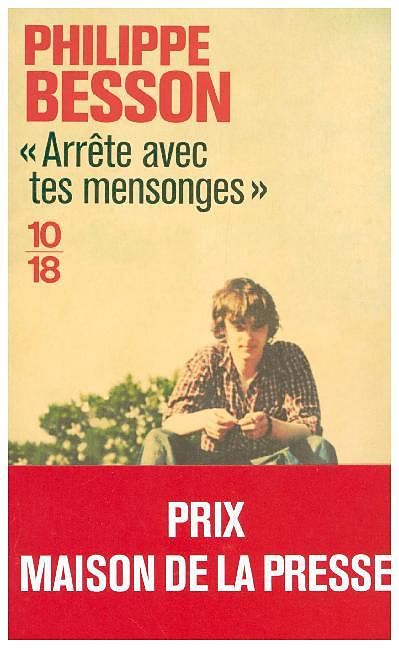 PHILIPPE
BESSON
« Arrête avec
tes mensonges »
10
18
PRIX
MAISON DE LA PRESSE